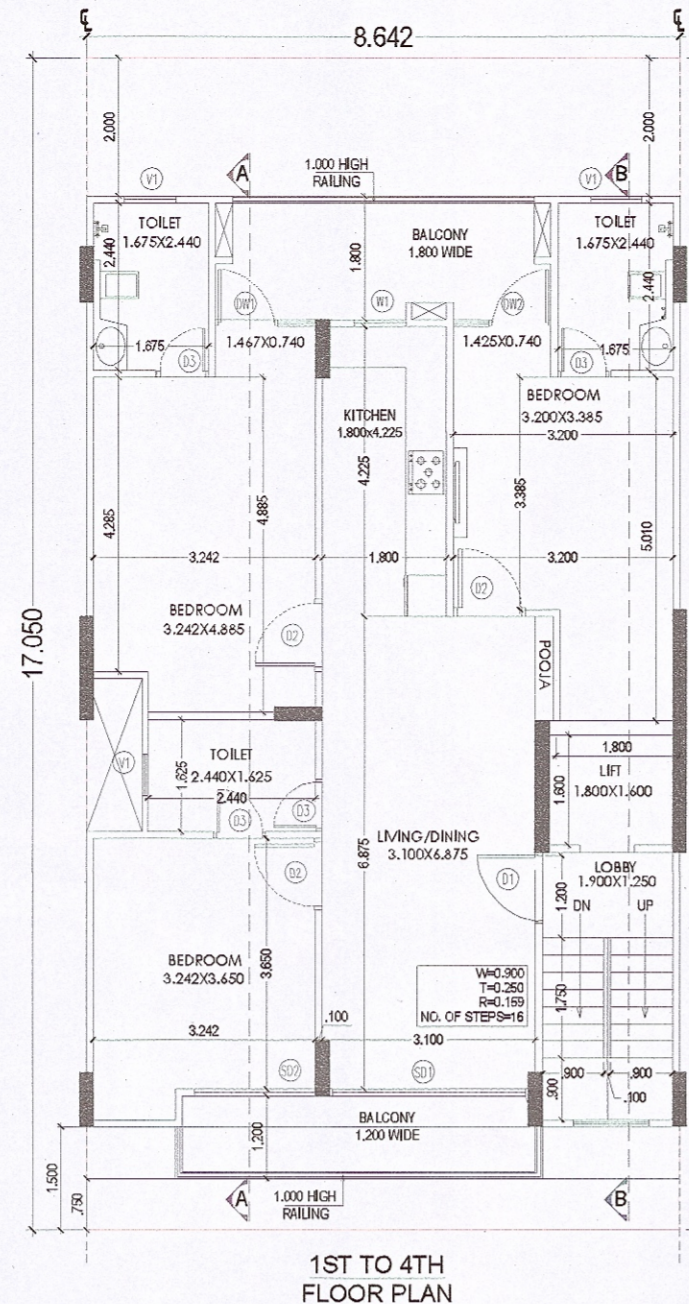 8.642
2.000
2.000
V1
A
1.000 HIGH
RAILING
B
V1
TOILET
1.675X2.440
2.440
1.800
BALCONY
1.800 WIDE
TOILET
1.675X2.440
2.440
DW1
W1
DW2
1.675
D3
1.467X0.740
1.425X0.740
D3
1.675
BEDROOM
3.200X3.385
3.200
KITCHEN
1.800x4.225
4.225
3.385
4.285
4.885
5.010
3.242
1.800
3.200
BEDROOM
3.242X4.885
D2
D2
17.050
POOJA
V1
TOILET
2.440X1.625
1.625
2.440
D3
D3
1.800
LIFT
1.800X1.600
1.600
LIVING/DINING
3.100X6.875
6.875
D2
D1
LOBBY
1.900X1.250
1.200
DN
UP
BEDROOM
3.242X3.650
3.650
W=0.900
T=0.250
R=0.159
NO. OF STEPS=16
1.750
3.242
.100
3.100
SD2
SD1
.900
.900
.900
.100
BALCONY
1.200 WIDE
1.200
1.500
.750
A
1.000 HIGH
RAILING
B
1ST TO 4TH
FLOOR PLAN